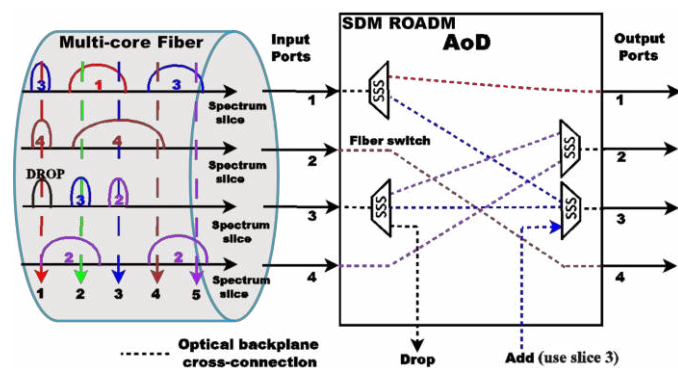 SDM ROADM
Multi-core Fiber
Input
Ports
AoD
Output
Ports
3
1
3
Spectrum
slice
1
SSS
1
4
4
Spectrum
slice
2
Fiber switch
SSS
2
DROP
3
2
Spectrum
slice
3
SSS
SSS
3
2
2
Spectrum
slice
4
4
1
2
3
4
5
Optical backplane
cross-connection
Drop
Add (use slice 3)